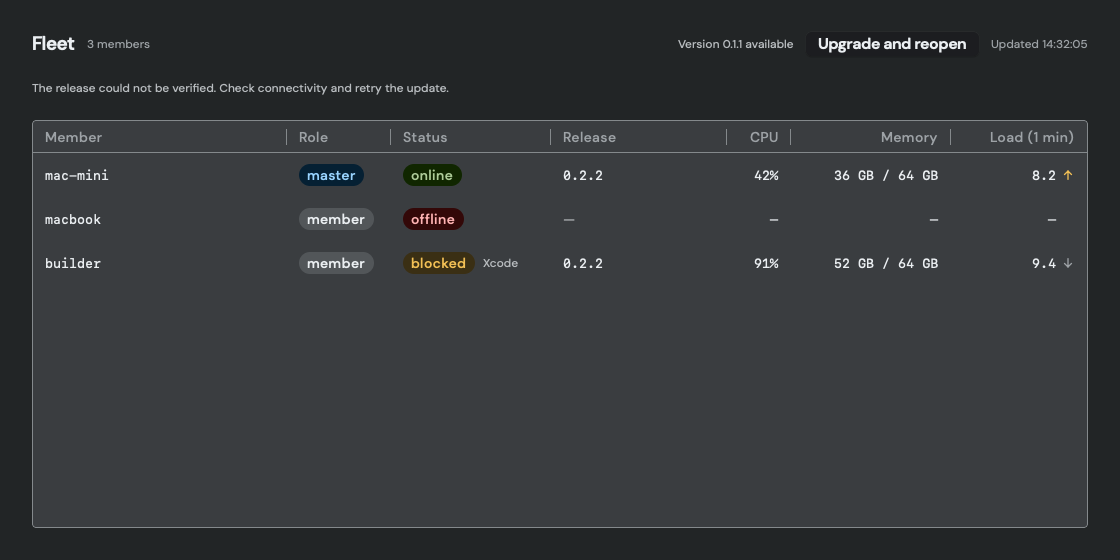 Fleet 3 members Version 0.1.1 available Upgrade and reopen Updated 14:32:05
The release could not be verified. Check connectivity and retry the update.
Member Role Status Release CPU Memory Load (1 min)
mac-mini master online 0.2.2 42% 36 GB / 64 GB 8.2 ↑
macbook member offline — — — —
builder member blocked Xcode 0.2.2 91% 52 GB / 64 GB 9.4 ↓